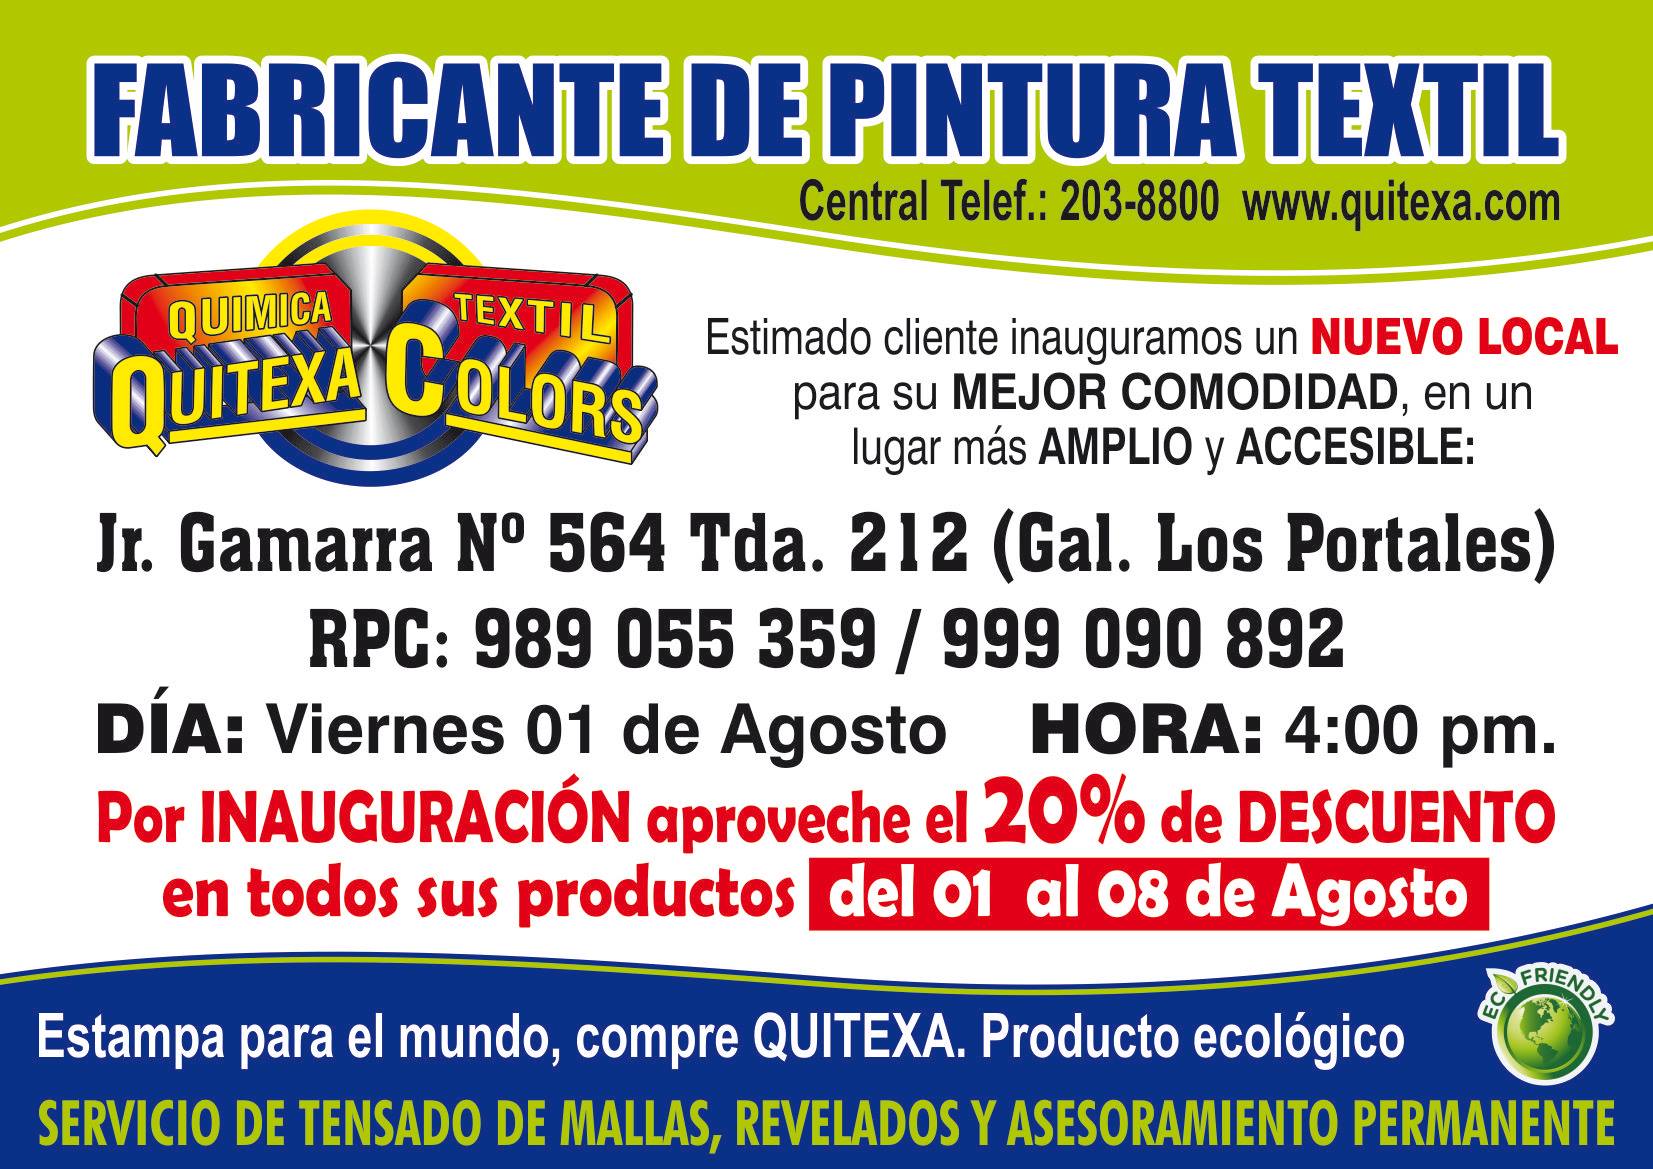 FABRICANTE DE PINTURA TEXTIL
Central Telef.: 203-8800 www.quitexa.com
QUIMICA TEXTIL
QUITEXA COLORS
Estimado cliente inauguramos un NUEVO LOCAL
para su MEJOR COMODIDAD, en un
lugar más AMPLIO y ACCESIBLE:
Jr. Gamarra Nº 564 Tda. 212 (Gal. Los Portales)
RPC: 989 055 359 / 999 090 892
DÍA: Viernes 01 de Agosto HORA: 4:00 pm.
Por INAUGURACIÓN aproveche el 20% de DESCUENTO
en todos sus productos del 01 al 08 de Agosto
ECO FRIENDLY
Estampa para el mundo, compre QUITEXA. Producto ecológico
SERVICIO DE TENSADO DE MALLAS, REVELADOS Y ASESORAMIENTO PERMANENTE